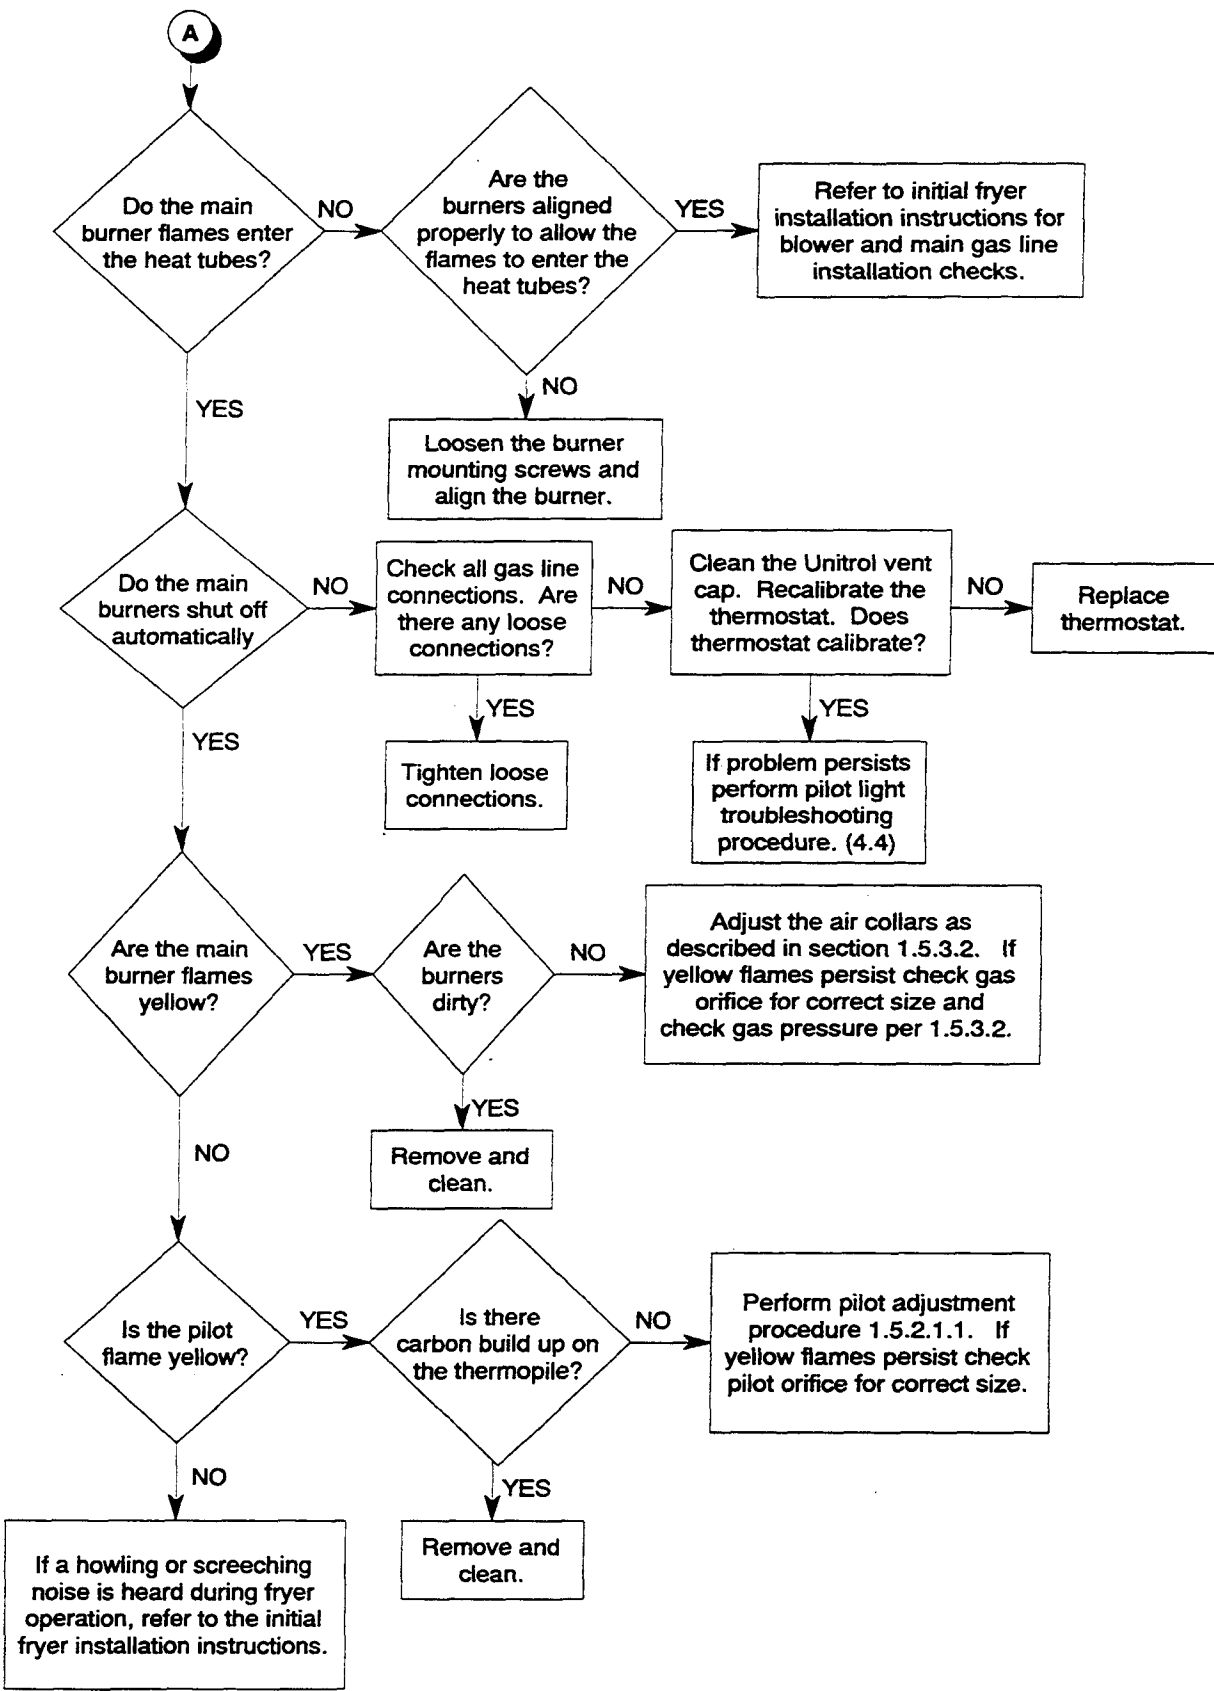 A
Do the main
burner flames enter
the heat tubes?
NO
Are the
burners aligned
properly to allow the
flames to enter the
heat tubes?
YES
Refer to initial fryer
installation instructions for
blower and main gas line
installation checks.
NO
Loosen the burner
mounting screws and
align the burner.
YES
Do the main
burners shut off
automatically
NO
Check all gas line
connections. Are
there any loose
connections?
NO
Clean the Unitrol vent
cap. Recalibrate the
thermostat. Does
thermostat calibrate?
NO
Replace
thermostat.
YES
Tighten loose
connections.
YES
If problem persists
perform pilot light
troubleshooting
procedure. (4.4)
YES
Are the main
burner flames
yellow?
YES
Are the
burners
dirty?
NO
Adjust the air collars as
described in section 1.5.3.2. If
yellow flames persist check gas
orifice for correct size and
check gas pressure per 1.5.3.2.
YES
Remove and
clean.
NO
Is the pilot
flame yellow?
YES
Is there
carbon build up on
the thermopile?
NO
Perform pilot adjustment
procedure 1.5.2.1.1. If
yellow flames persist check
pilot orifice for correct size.
YES
Remove and
clean.
NO
If a howling or screeching
noise is heard during fryer
operation, refer to the initial
fryer installation instructions.